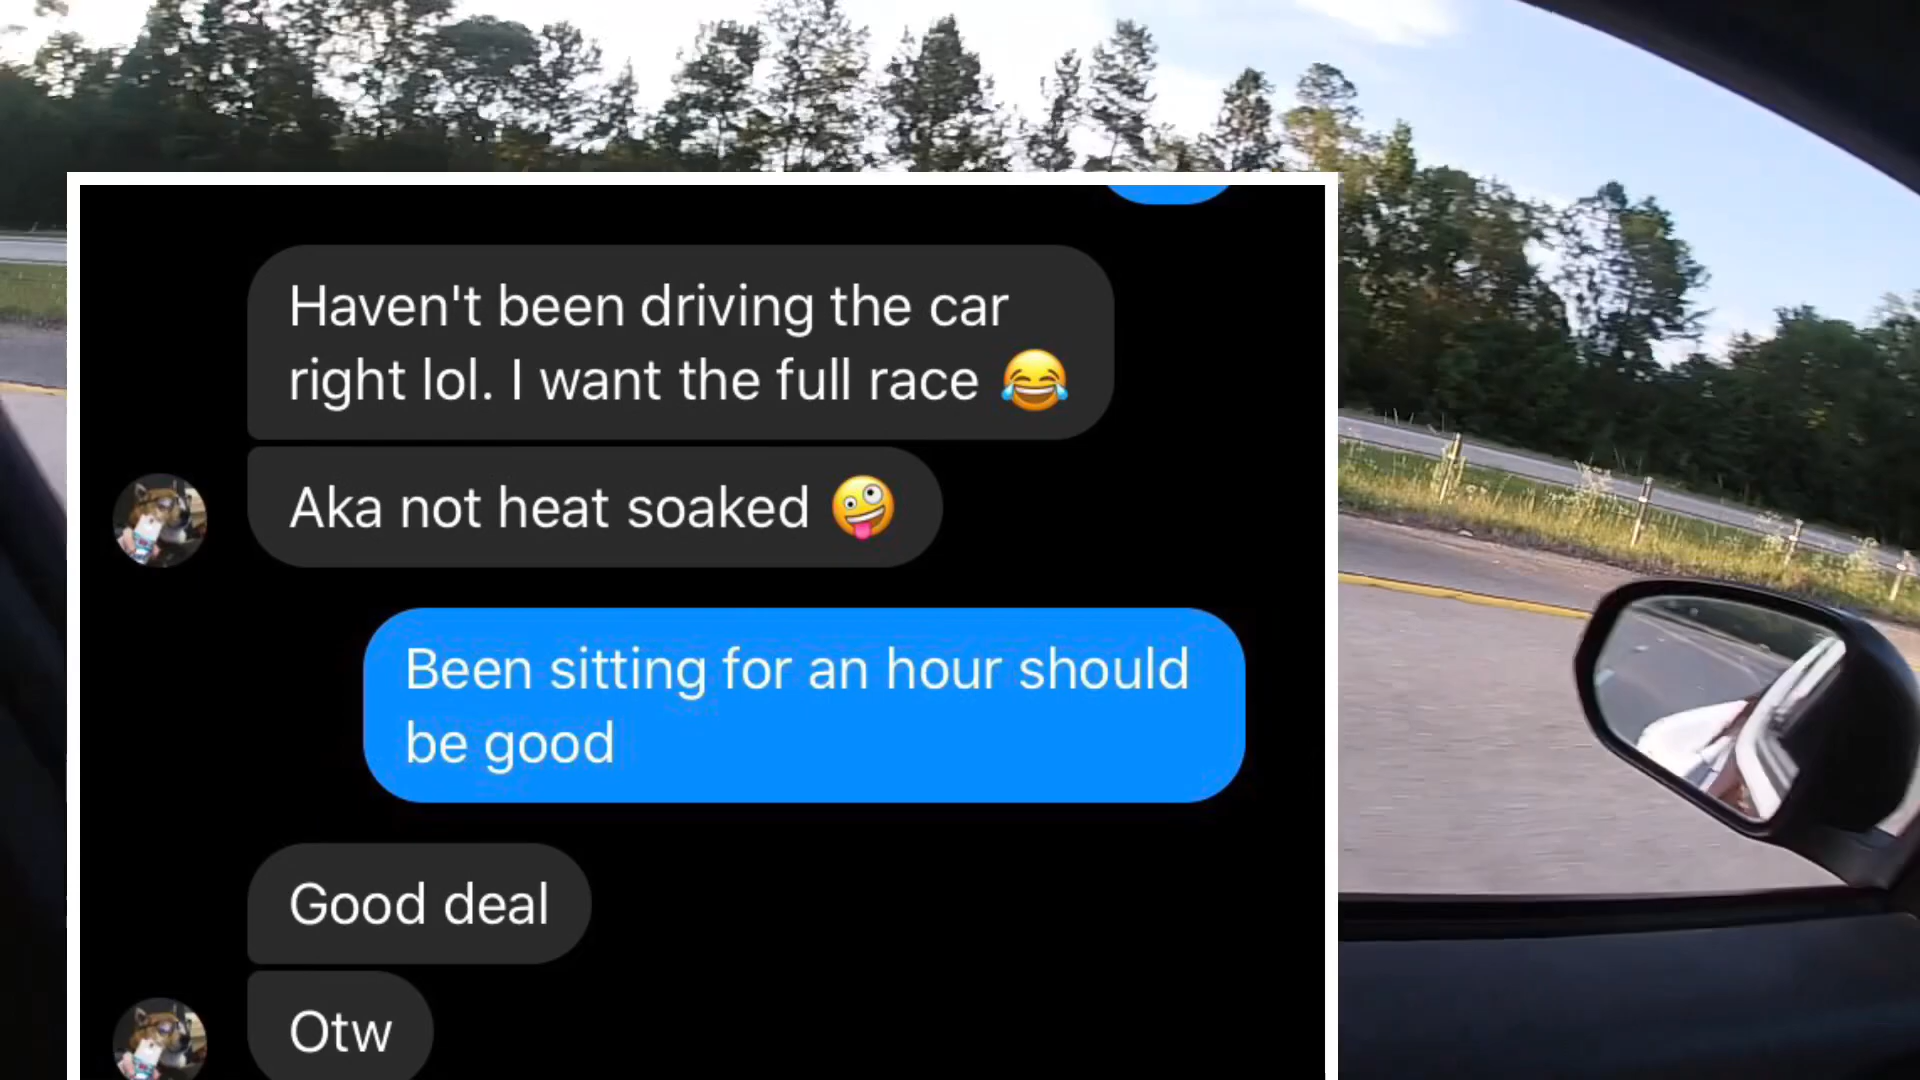 Haven't been driving the car
right lol. I want the full race 😂
Aka not heat soaked 🤪
Been sitting for an hour should
be good
Good deal
Otw